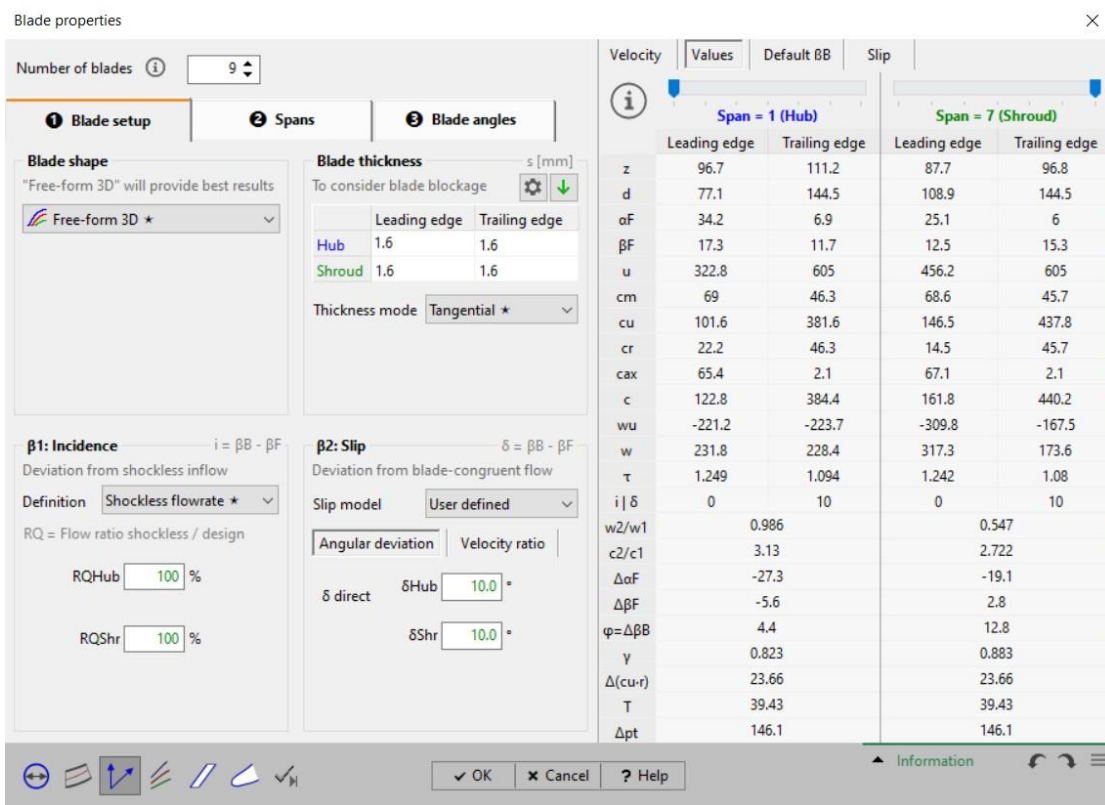 Blade properties
Number of blades 9
1 Blade setup 2 Spans 3 Blade angles
Blade shape
"Free-form 3D" will provide best results
Free-form 3D ★
Blade thickness s [mm]
To consider blade blockage
Leading edge Trailing edge
Hub 1.6 1.6
Shroud 1.6 1.6
Thickness mode Tangential ★
β1: Incidence i = βB - βF
Deviation from shockless inflow
Definition Shockless flowrate ★
RQ = Flow ratio shockless / design
RQHub 100 %
RQShr 100 %
β2: Slip δ = βB - βF
Deviation from blade-congruent flow
Slip model User defined
Angular deviation Velocity ratio
δ direct
δHub 10.0 °
δShr 10.0 °
Velocity Values Default ßB Slip
Span = 1 (Hub) Span = 7 (Shroud)
Leading edge Trailing edge Leading edge Trailing edge
z 96.7 111.2 87.7 96.8
d 77.1 144.5 108.9 144.5
αF 34.2 6.9 25.1 6
βF 17.3 11.7 12.5 15.3
u 322.8 605 456.2 605
cm 69 46.3 68.6 45.7
cu 101.6 381.6 146.5 437.8
cr 22.2 46.3 14.5 45.7
cax 65.4 2.1 67.1 2.1
c 122.8 384.4 161.8 440.2
wu -221.2 -223.7 -309.8 -167.5
w 231.8 228.4 317.3 173.6
τ 1.249 1.094 1.242 1.08
i | δ 0 10 0 10
w2/w1 0.986 0.547
c2/c1 3.13 2.722
ΔαF -27.3 -19.1
ΔβF -5.6 2.8
φ=ΔβB 4.4 12.8
γ 0.823 0.883
Δ(cu·r) 23.66 23.66
T 39.43 39.43
Δpt 146.1 146.1
Information
OK Cancel ? Help